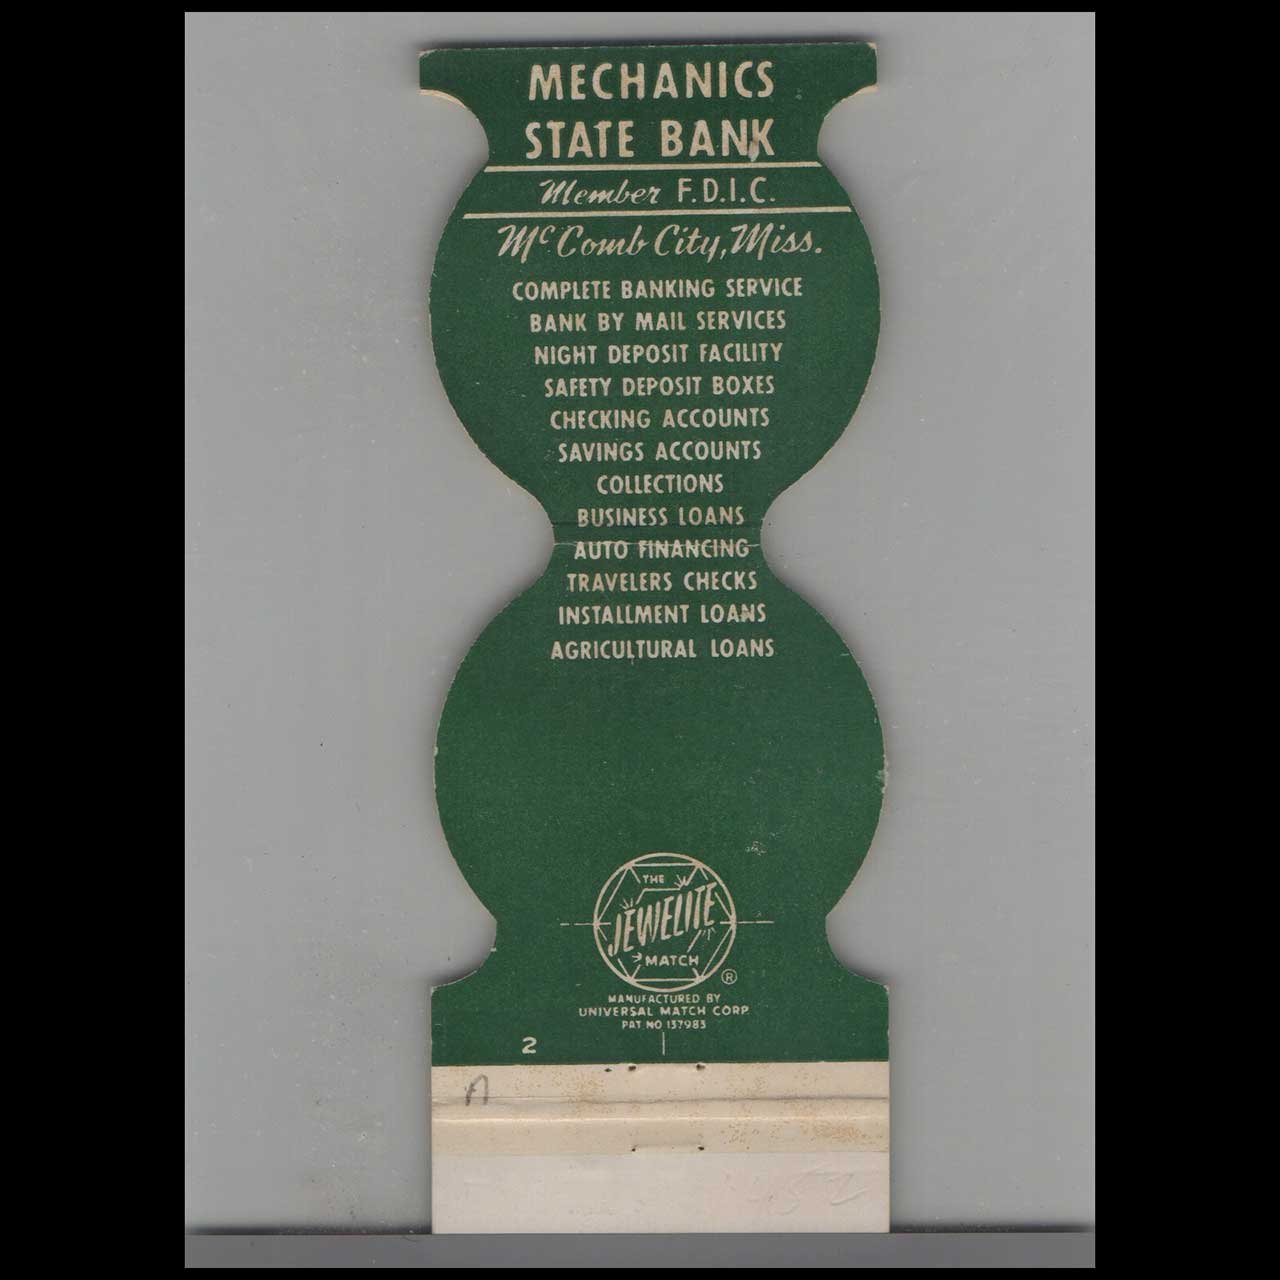 MECHANICS
STATE BANK
Member F.D.I.C.
McComb City, Miss.
COMPLETE BANKING SERVICE
BANK BY MAIL SERVICES
NIGHT DEPOSIT FACILITY
SAFETY DEPOSIT BOXES
CHECKING ACCOUNTS
SAVINGS ACCOUNTS
COLLECTIONS
BUSINESS LOANS
AUTO FINANCING
TRAVELERS CHECKS
INSTALLMENT LOANS
AGRICULTURAL LOANS
THE
JEWELITE
MATCH
®
MANUFACTURED BY
UNIVERSAL MATCH CORP.
PAT NO 137983
2
A